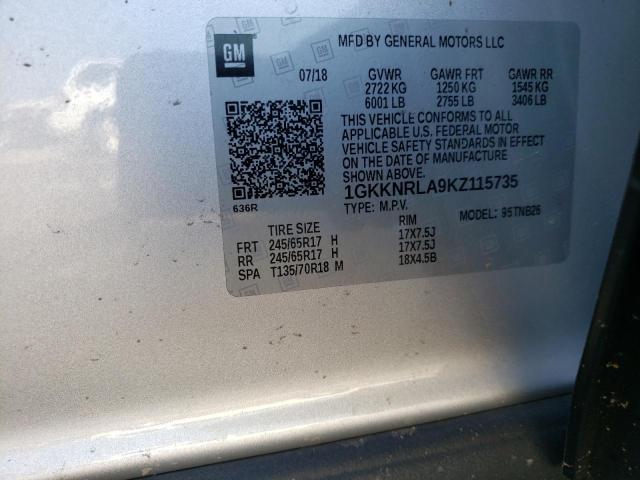 GM
MFD BY GENERAL MOTORS LLC
07/18 GVWR GAWR FRT GAWR RR
2722 KG 1250 KG 1545 KG
6001 LB 2755 LB 3406 LB
THIS VEHICLE CONFORMS TO ALL
APPLICABLE U.S. FEDERAL MOTOR
VEHICLE SAFETY STANDARDS IN EFFECT
ON THE DATE OF MANUFACTURE
SHOWN ABOVE.
1GKKNRLA9KZ115735
636R
TYPE: M.P.V. MODEL: 95TNB26
TIRE SIZE RIM
FRT 245/65R17 H 17X7.5J
RR 245/65R17 H 17X7.5J
SPA T135/70R18 M 18X4.5B